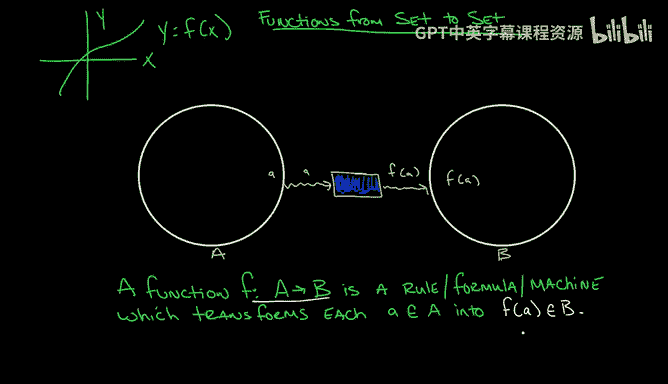 Functions from Set to Set
GPT中英字幕课程资源 bilibili
y
y=f(x)
x
a
a
f(a)
f(a)
A
B
A function f: A→B is A rule/formula/machine
which transforms each a∈A into f(a)∈B.